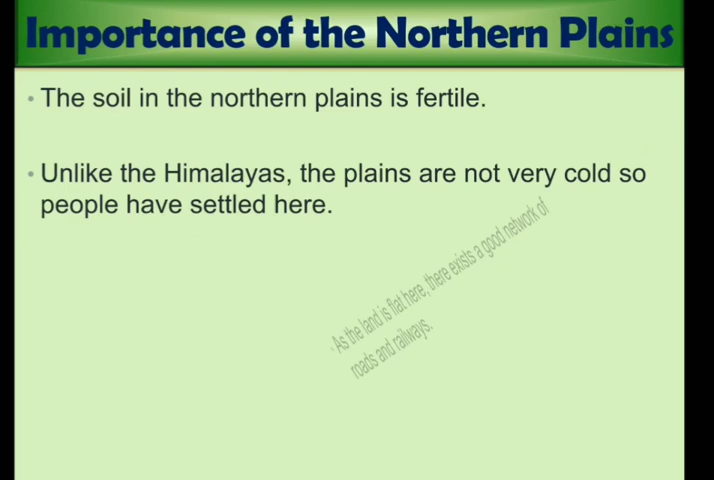 Importance of the Northern Plains
• The soil in the northern plains is fertile.
• Unlike the Himalayas, the plains are not very cold so
people have settled here.
• As the land is flat here, there exists a good network of
roads and railways.